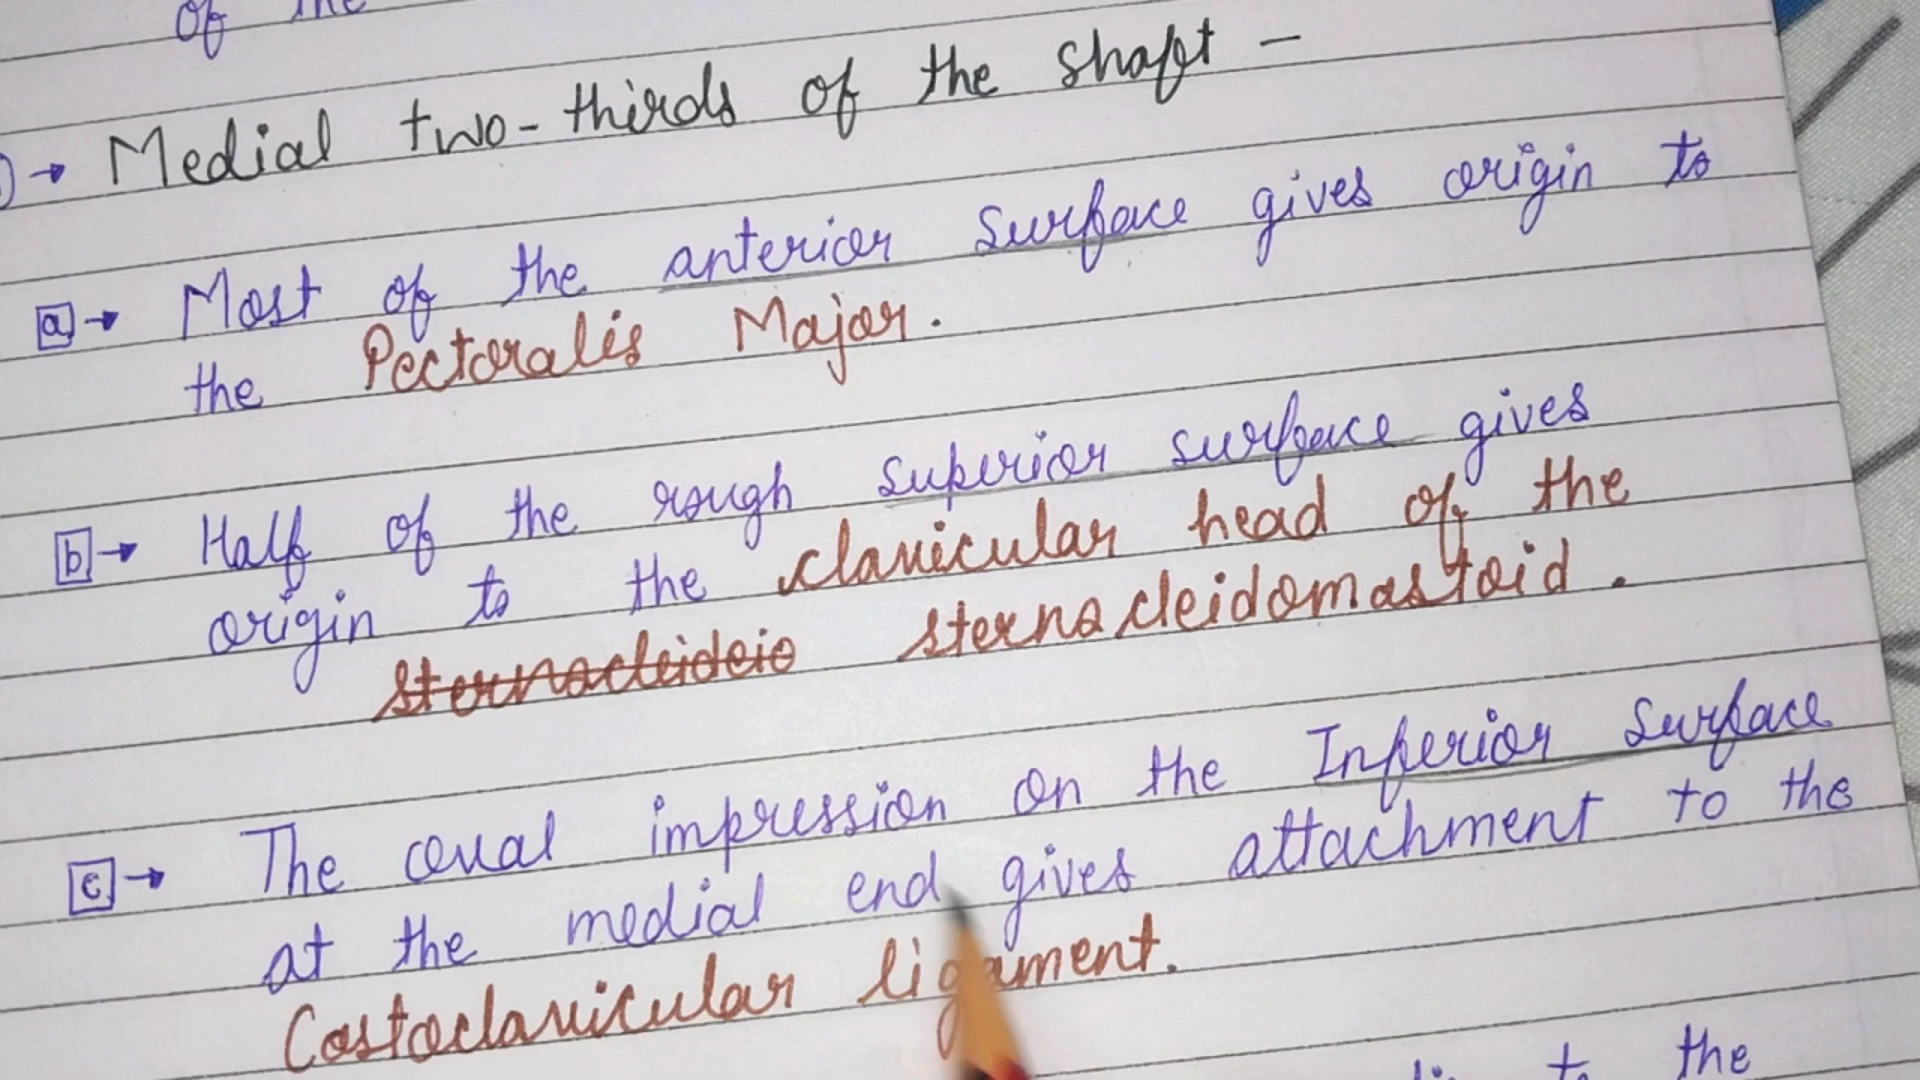 of the
→ Medial two-thirds of the shaft –
a → Most of the anterior surface gives origin to
the Pectoralis Major.
b → Half of the rough superior surface gives
origin to the clavicular head of the
sternocleidomastoid.
c → The oval impression on the Inferior Surface
at the medial end gives attachment to the
Costoclavicular ligament.
to the